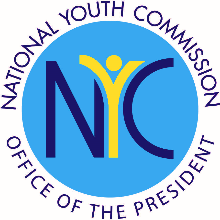 NATIONAL YOUTH COMMISSION
NYC
OFFICE OF THE PRESIDENT